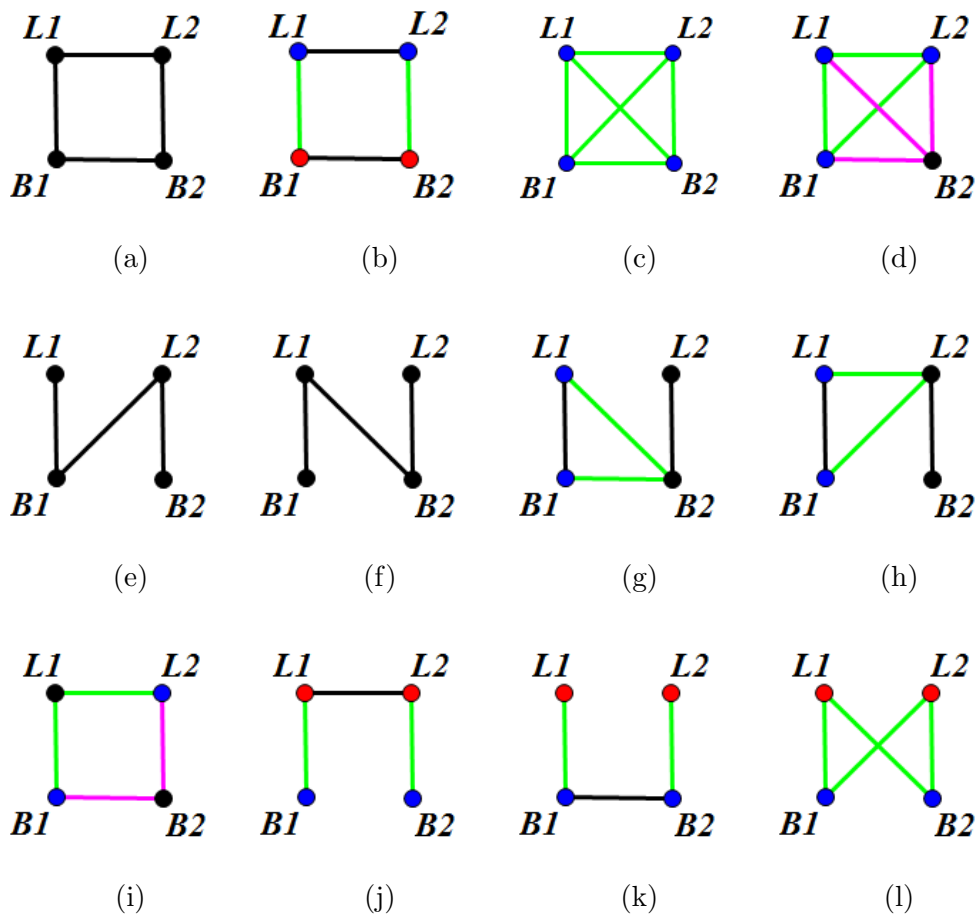 L1 L2 L1 L2 L1 L2 L1 L2
B1 B2 B1 B2 B1 B2 B1 B2
(a) (b) (c) (d)
L1 L2 L1 L2 L1 L2 L1 L2
B1 B2 B1 B2 B1 B2 B1 B2
(e) (f) (g) (h)
L1 L2 L1 L2 L1 L2 L1 L2
B1 B2 B1 B2 B1 B2 B1 B2
(i) (j) (k) (l)